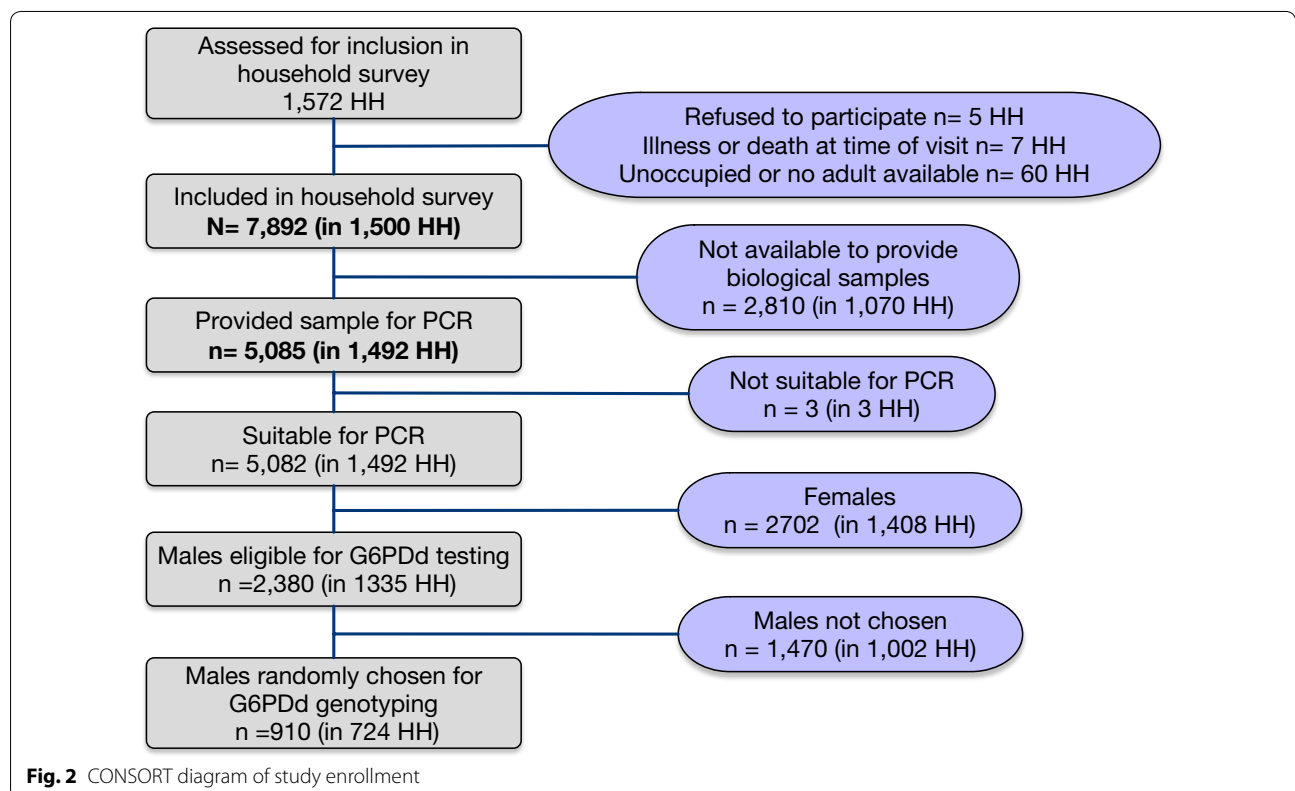 Assessed for inclusion in
household survey
1,572 HH
Refused to participate n= 5 HH
Illness or death at time of visit n= 7 HH
Unoccupied or no adult available n= 60 HH
Included in household survey
N= 7,892 (in 1,500 HH)
Not available to provide
biological samples
n = 2,810 (in 1,070 HH)
Provided sample for PCR
n= 5,085 (in 1,492 HH)
Not suitable for PCR
n = 3 (in 3 HH)
Suitable for PCR
n= 5,082 (in 1,492 HH)
Females
n = 2702 (in 1,408 HH)
Males eligible for G6PDd testing
n =2,380 (in 1335 HH)
Males not chosen
n = 1,470 (in 1,002 HH)
Males randomly chosen for
G6PDd genotyping
n =910 (in 724 HH)
Fig. 2 CONSORT diagram of study enrollment